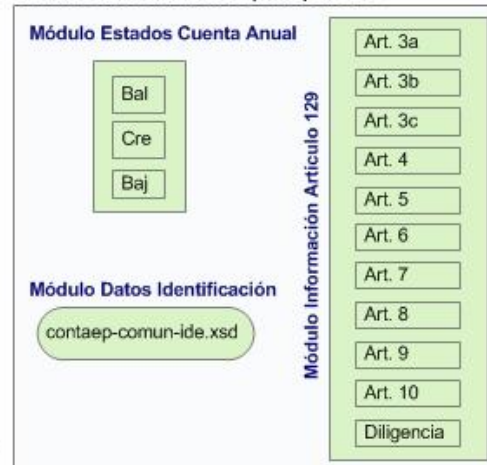 Módulo Estados Cuenta Anual
Bal
Cre
Baj
Módulo Datos Identificación
contaep-comun-ide.xsd
Módulo Información Artículo 129
Art. 3a
Art. 3b
Art. 3c
Art. 4
Art. 5
Art. 6
Art. 7
Art. 8
Art. 9
Art. 10
Diligencia